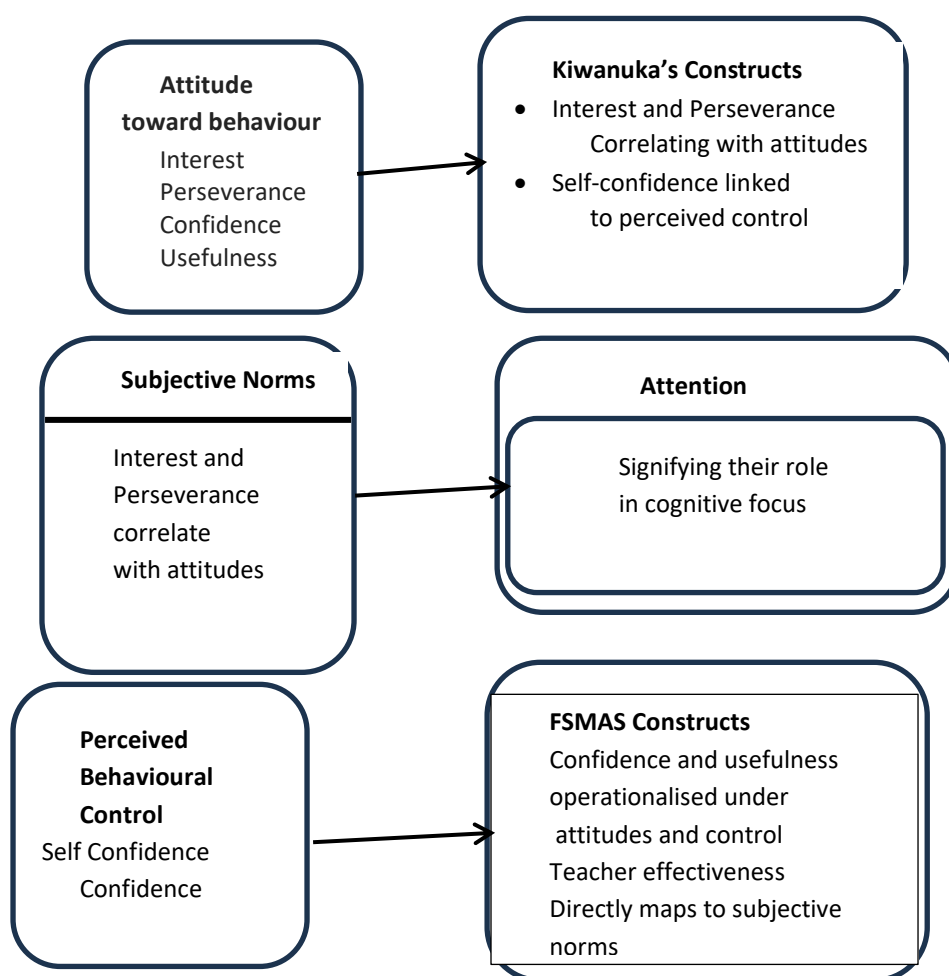 Attitude
toward behaviour
Interest
Perseverance
Confidence
Usefulness
Kiwanuka’s Constructs
• Interest and Perseverance
Correlating with attitudes
• Self-confidence linked
to perceived control
Subjective Norms
Interest and
Perseverance
correlate
with attitudes
Attention
Signifying their role
in cognitive focus
Perceived
Behavioural
Control
Self Confidence
Confidence
FSMAS Constructs
Confidence and usefulness
operationalised under
attitudes and control
Teacher effectiveness
Directly maps to subjective
norms